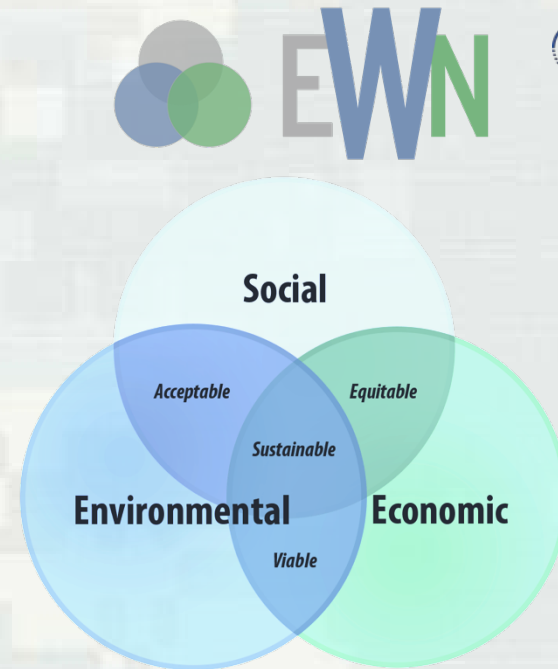 EWN
Social
Acceptable
Equitable
Sustainable
Environmental
Economic
Viable